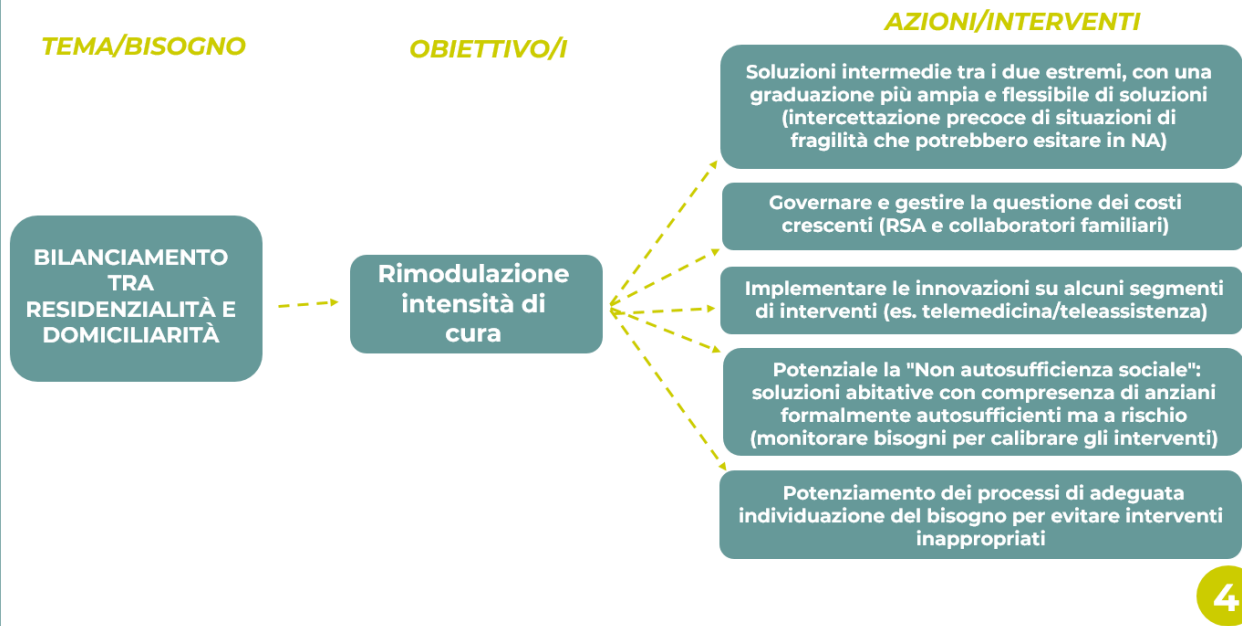 TEMA/BISOGNO
OBIETTIVO/I
AZIONI/INTERVENTI
BILANCIAMENTO
TRA
RESIDENZIALITÀ E
DOMICILIARITÀ
Rimodulazione
intensità di
cura
Soluzioni intermedie tra i due estremi, con una
graduazione più ampia e flessibile di soluzioni
(intercettazione precoce di situazioni di
fragilità che potrebbero esitare in NA)
Governare e gestire la questione dei costi
crescenti (RSA e collaboratori familiari)
Implementare le innovazioni su alcuni segmenti
di interventi (es. telemedicina/teleassistenza)
Potenziale la "Non autosufficienza sociale":
soluzioni abitative con compresenza di anziani
formalmente autosufficienti ma a rischio
(monitorare bisogni per calibrare gli interventi)
Potenziamento dei processi di adeguata
individuazione del bisogno per evitare interventi
inappropriati
4